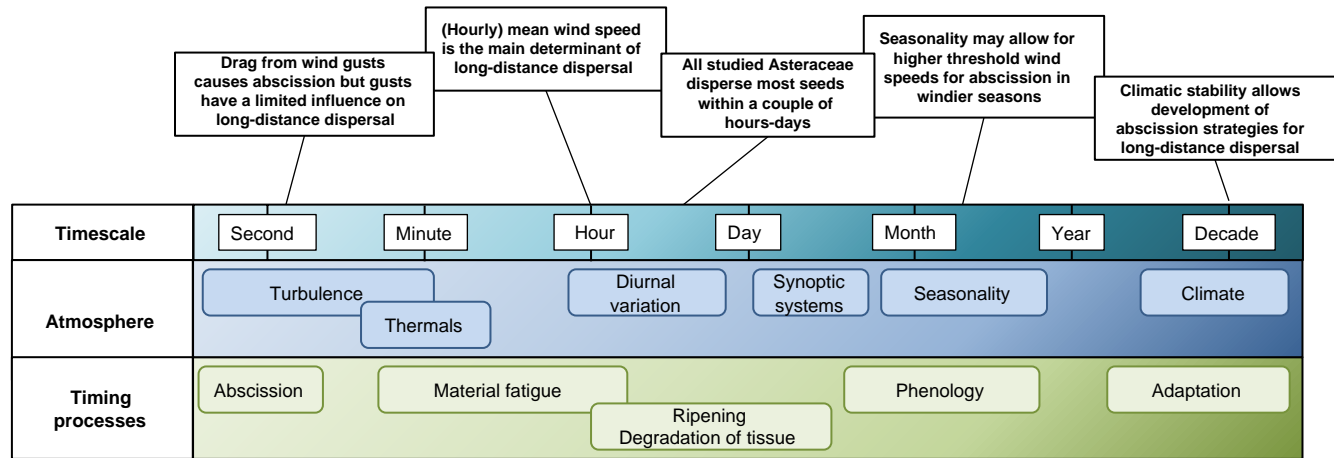 Drag from wind gusts
causes abscission but gusts
have a limited influence on
long-distance dispersal
(Hourly) mean wind speed
is the main determinant of
long-distance dispersal
All studied Asteraceae
disperse most seeds
within a couple of
hours-days
Seasonality may allow for
higher threshold wind
speeds for abscission in
windier seasons
Climatic stability allows
development of
abscission strategies for
long-distance dispersal
Timescale
Second
Minute
Hour
Day
Month
Year
Decade
Atmosphere
Turbulence
Thermals
Diurnal
variation
Synoptic
systems
Seasonality
Climate
Timing
processes
Abscission
Material fatigue
Ripening
Degradation of tissue
Phenology
Adaptation